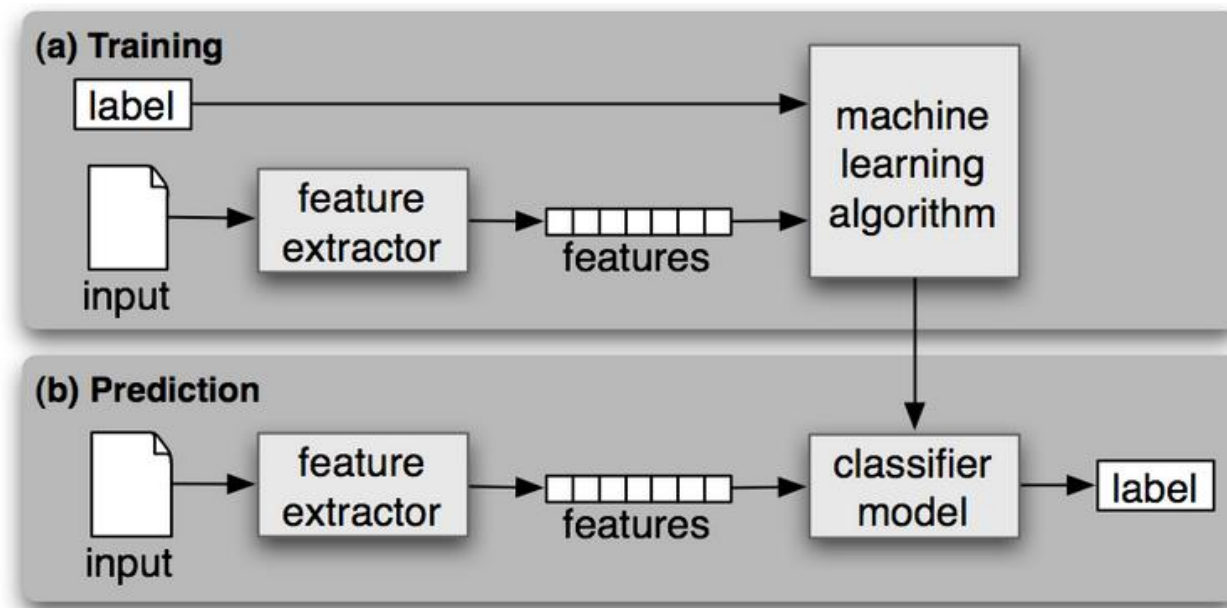 (a) Training
label
machine
learning
algorithm
feature
extractor
features
input
(b) Prediction
feature
extractor
features
classifier
model
label
input